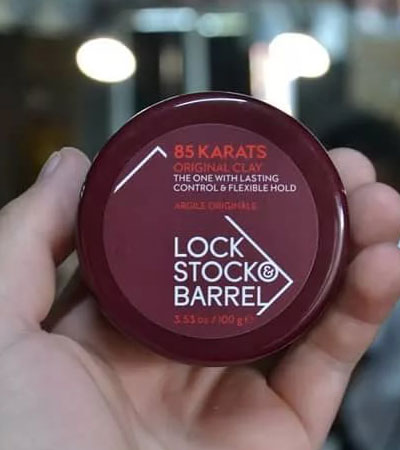 85 KARATS
ORIGINAL CLAY
THE ONE WITH LASTING
CONTROL & FLEXIBLE HOLD
ARGILE ORIGINALE
LOCK
STOCK &
BARREL
3.53 oz / 100 g ℮